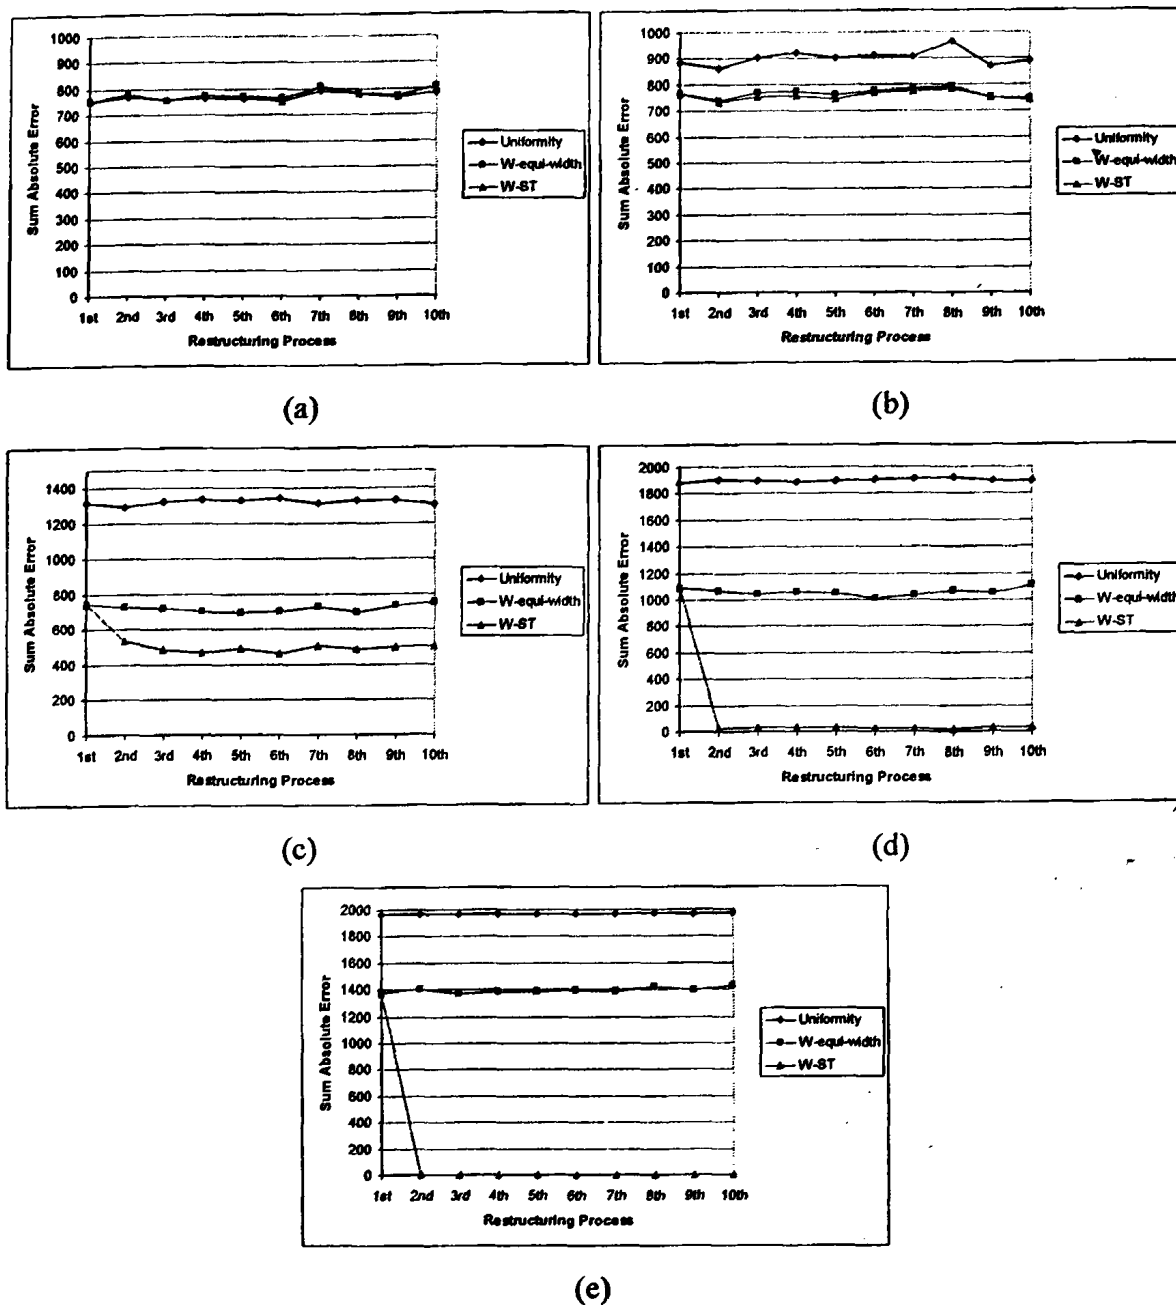 1000
900
800
700
600
500
400
300
200
100
0
Sum Absolute Error
1st 2nd 3rd 4th 5th 6th 7th 8th 9th 10th
Restructuring Process
Uniformity
W-equi-width
W-ST
(a)
1000
900
800
700
600
500
400
300
200
100
0
Sum Absolute Error
1st 2nd 3rd 4th 5th 6th 7th 8th 9th 10th
Restructuring Process
Uniformity
W-equi-width
W-ST
(b)
1400
1200
1000
800
600
400
200
0
Sum Absolute Error
1st 2nd 3rd 4th 5th 6th 7th 8th 9th 10th
Restructuring Process
Uniformity
W-equi-width
W-ST
(c)
2000
1800
1600
1400
1200
1000
800
600
400
200
0
Sum Absolute Error
1st 2nd 3rd 4th 5th 6th 7th 8th 9th 10th
Restructuring Process
Uniformity
W-equi-width
W-ST
(d)
2000
1800
1600
1400
1200
1000
800
600
400
200
0
Sum Absolute Error
1st 2nd 3rd 4th 5th 6th 7th 8th 9th 10th
Restructuring Process
Uniformity
W-equi-width
W-ST
(e)